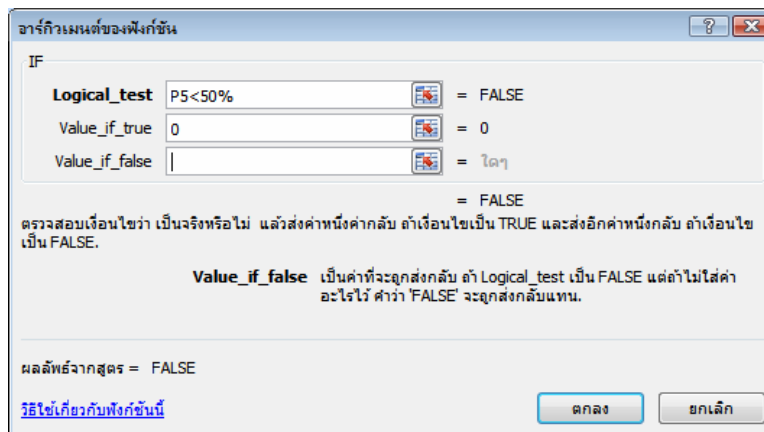 อาร์กิวเมนต์ของฟังก์ชัน
IF
Logical_test P5<50% = FALSE
Value_if_true 0 = 0
Value_if_false = ใดๆ
= FALSE
ตรวจสอบเงื่อนไขว่า เป็นจริงหรือไม่ แล้วส่งค่าหนึ่งค่ากลับ ถ้าเงื่อนไขเป็น TRUE และส่งอีกค่าหนึ่งกลับ ถ้าเงื่อนไข
เป็น FALSE.
Value_if_false เป็นค่าที่จะถูกส่งกลับ ถ้า Logical_test เป็น FALSE แต่ถ้าไม่ใส่ค่า
อะไรไว้ คำว่า 'FALSE' จะถูกส่งกลับแทน.
ผลลัพธ์จากสูตร = FALSE
วิธีใช้เกี่ยวกับฟังก์ชันนี้ ตกลง ยกเลิก